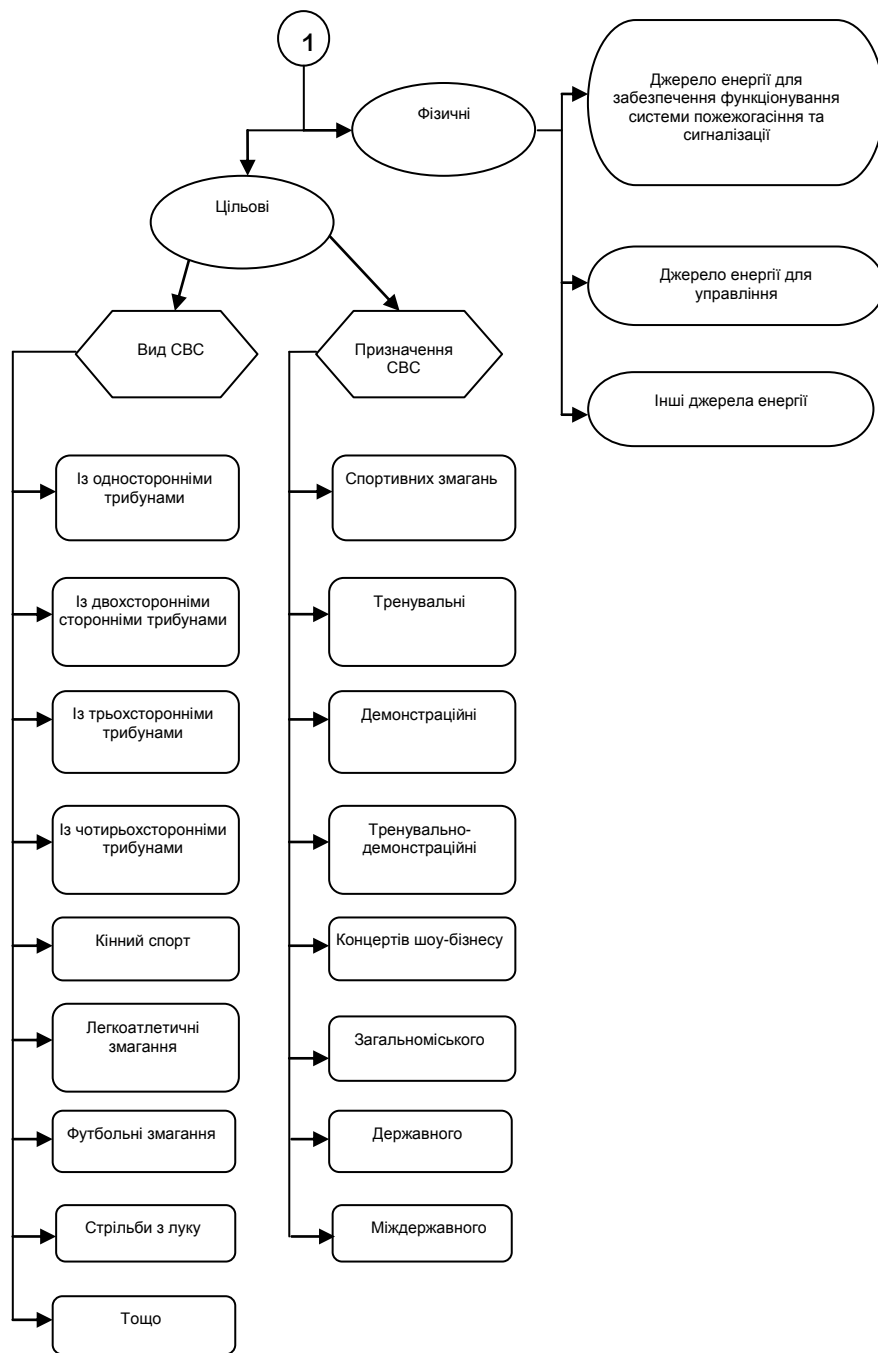 1
Фізичні
Джерело енергії для
забезпечення функціонування
системи пожежогасіння та
сигналізації
Цільові
Джерело енергії для
управління
Вид СВС
Призначення
СВС
Інші джерела енергії
Із односторонніми
трибунами
Із двохсторонніми
сторонніми трибунами
Із трьохсторонніми
трибунами
Із чотирьохсторонніми
трибунами
Кінний спорт
Легкоатлетичні
змагання
Футбольні змагання
Стрільби з луку
Тощо
Спортивних змагань
Тренувальні
Демонстраційні
Тренувально-
демонстраційні
Концертів шоу-бізнесу
Загальноміського
Державного
Міждержавного